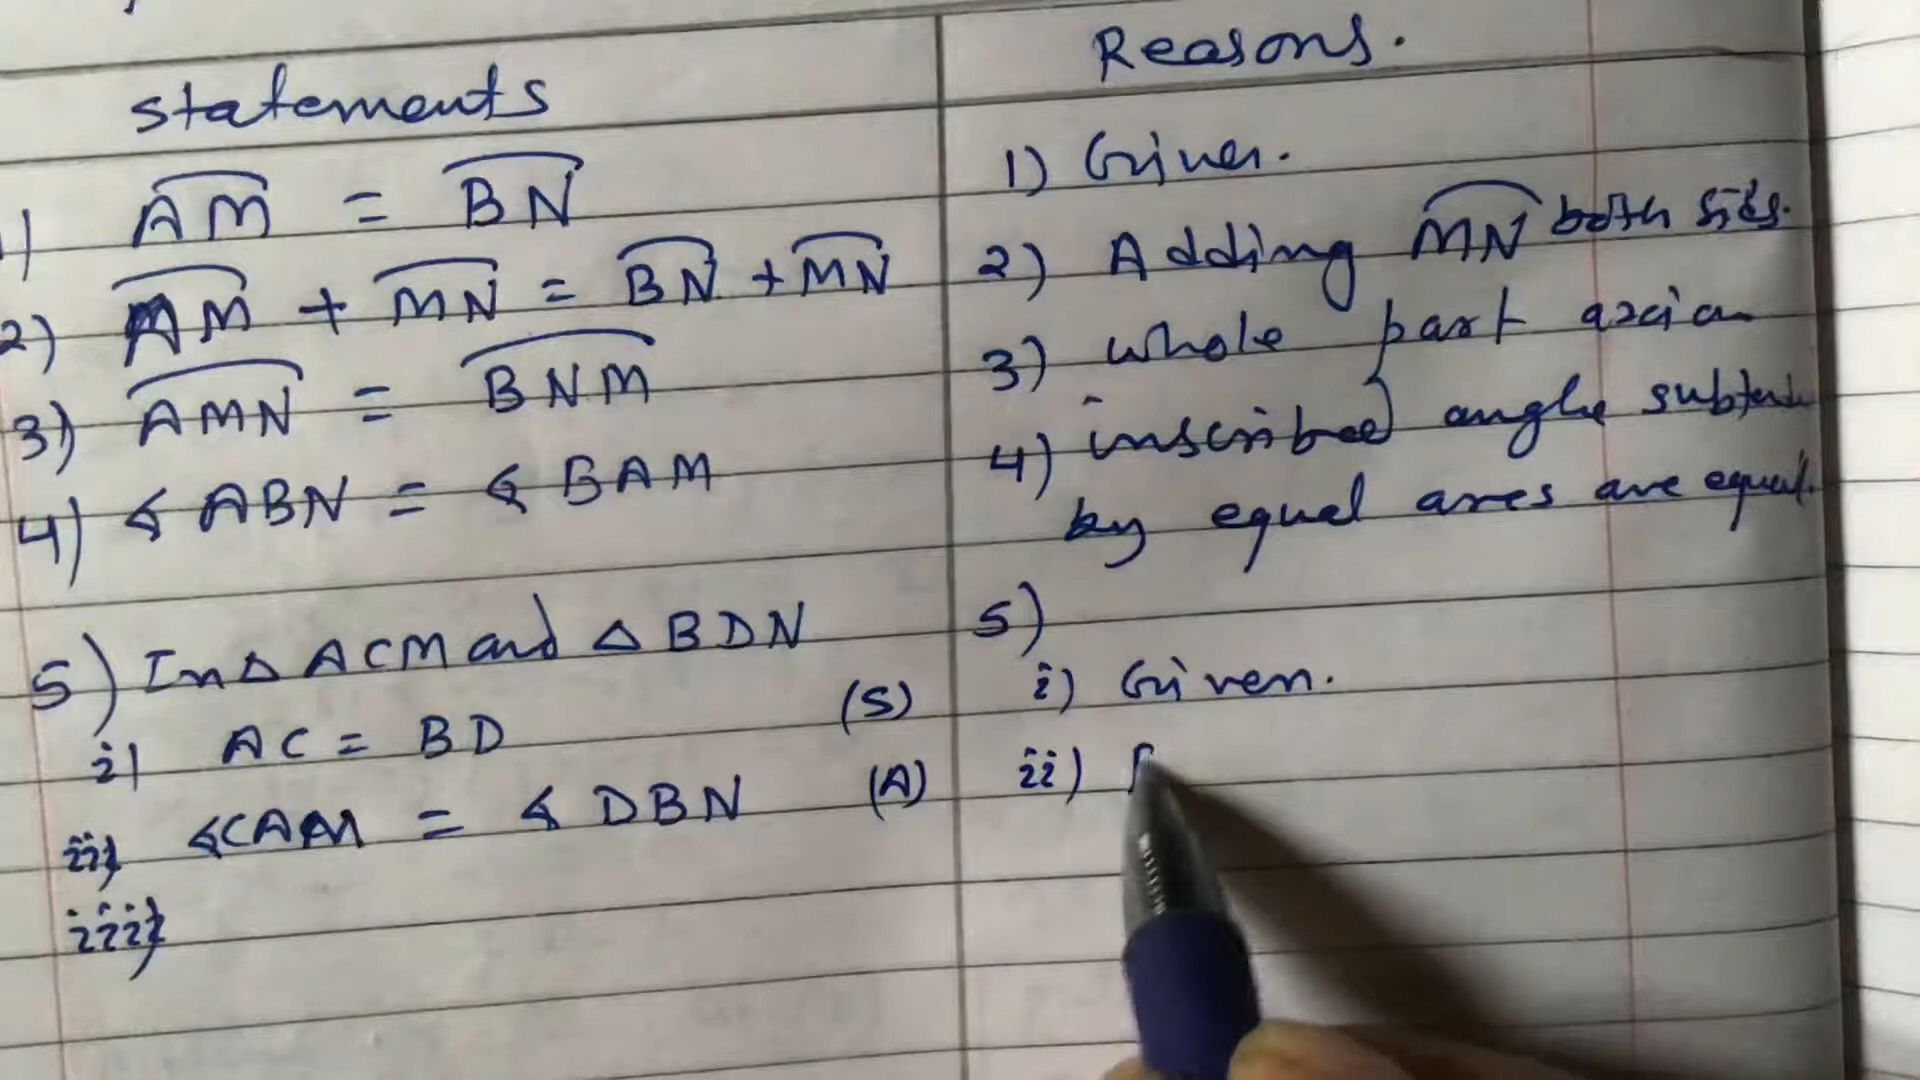 statements
Reasons.
1) AM = BN
1) Given.
2) AM + MN = BN + MN
2) Adding MN both sides.
3) AMN = BNM
3) whole part axiom
4) ∢ ABN = ∢ BAM
4) inscribed angle
by equal arcs are equal.
5) In △ ACM and △ BDN
5)
i) AC = BD (S)
i) Given.
ii) ∢CAM = ∢ DBN (A)
ii)
iii)